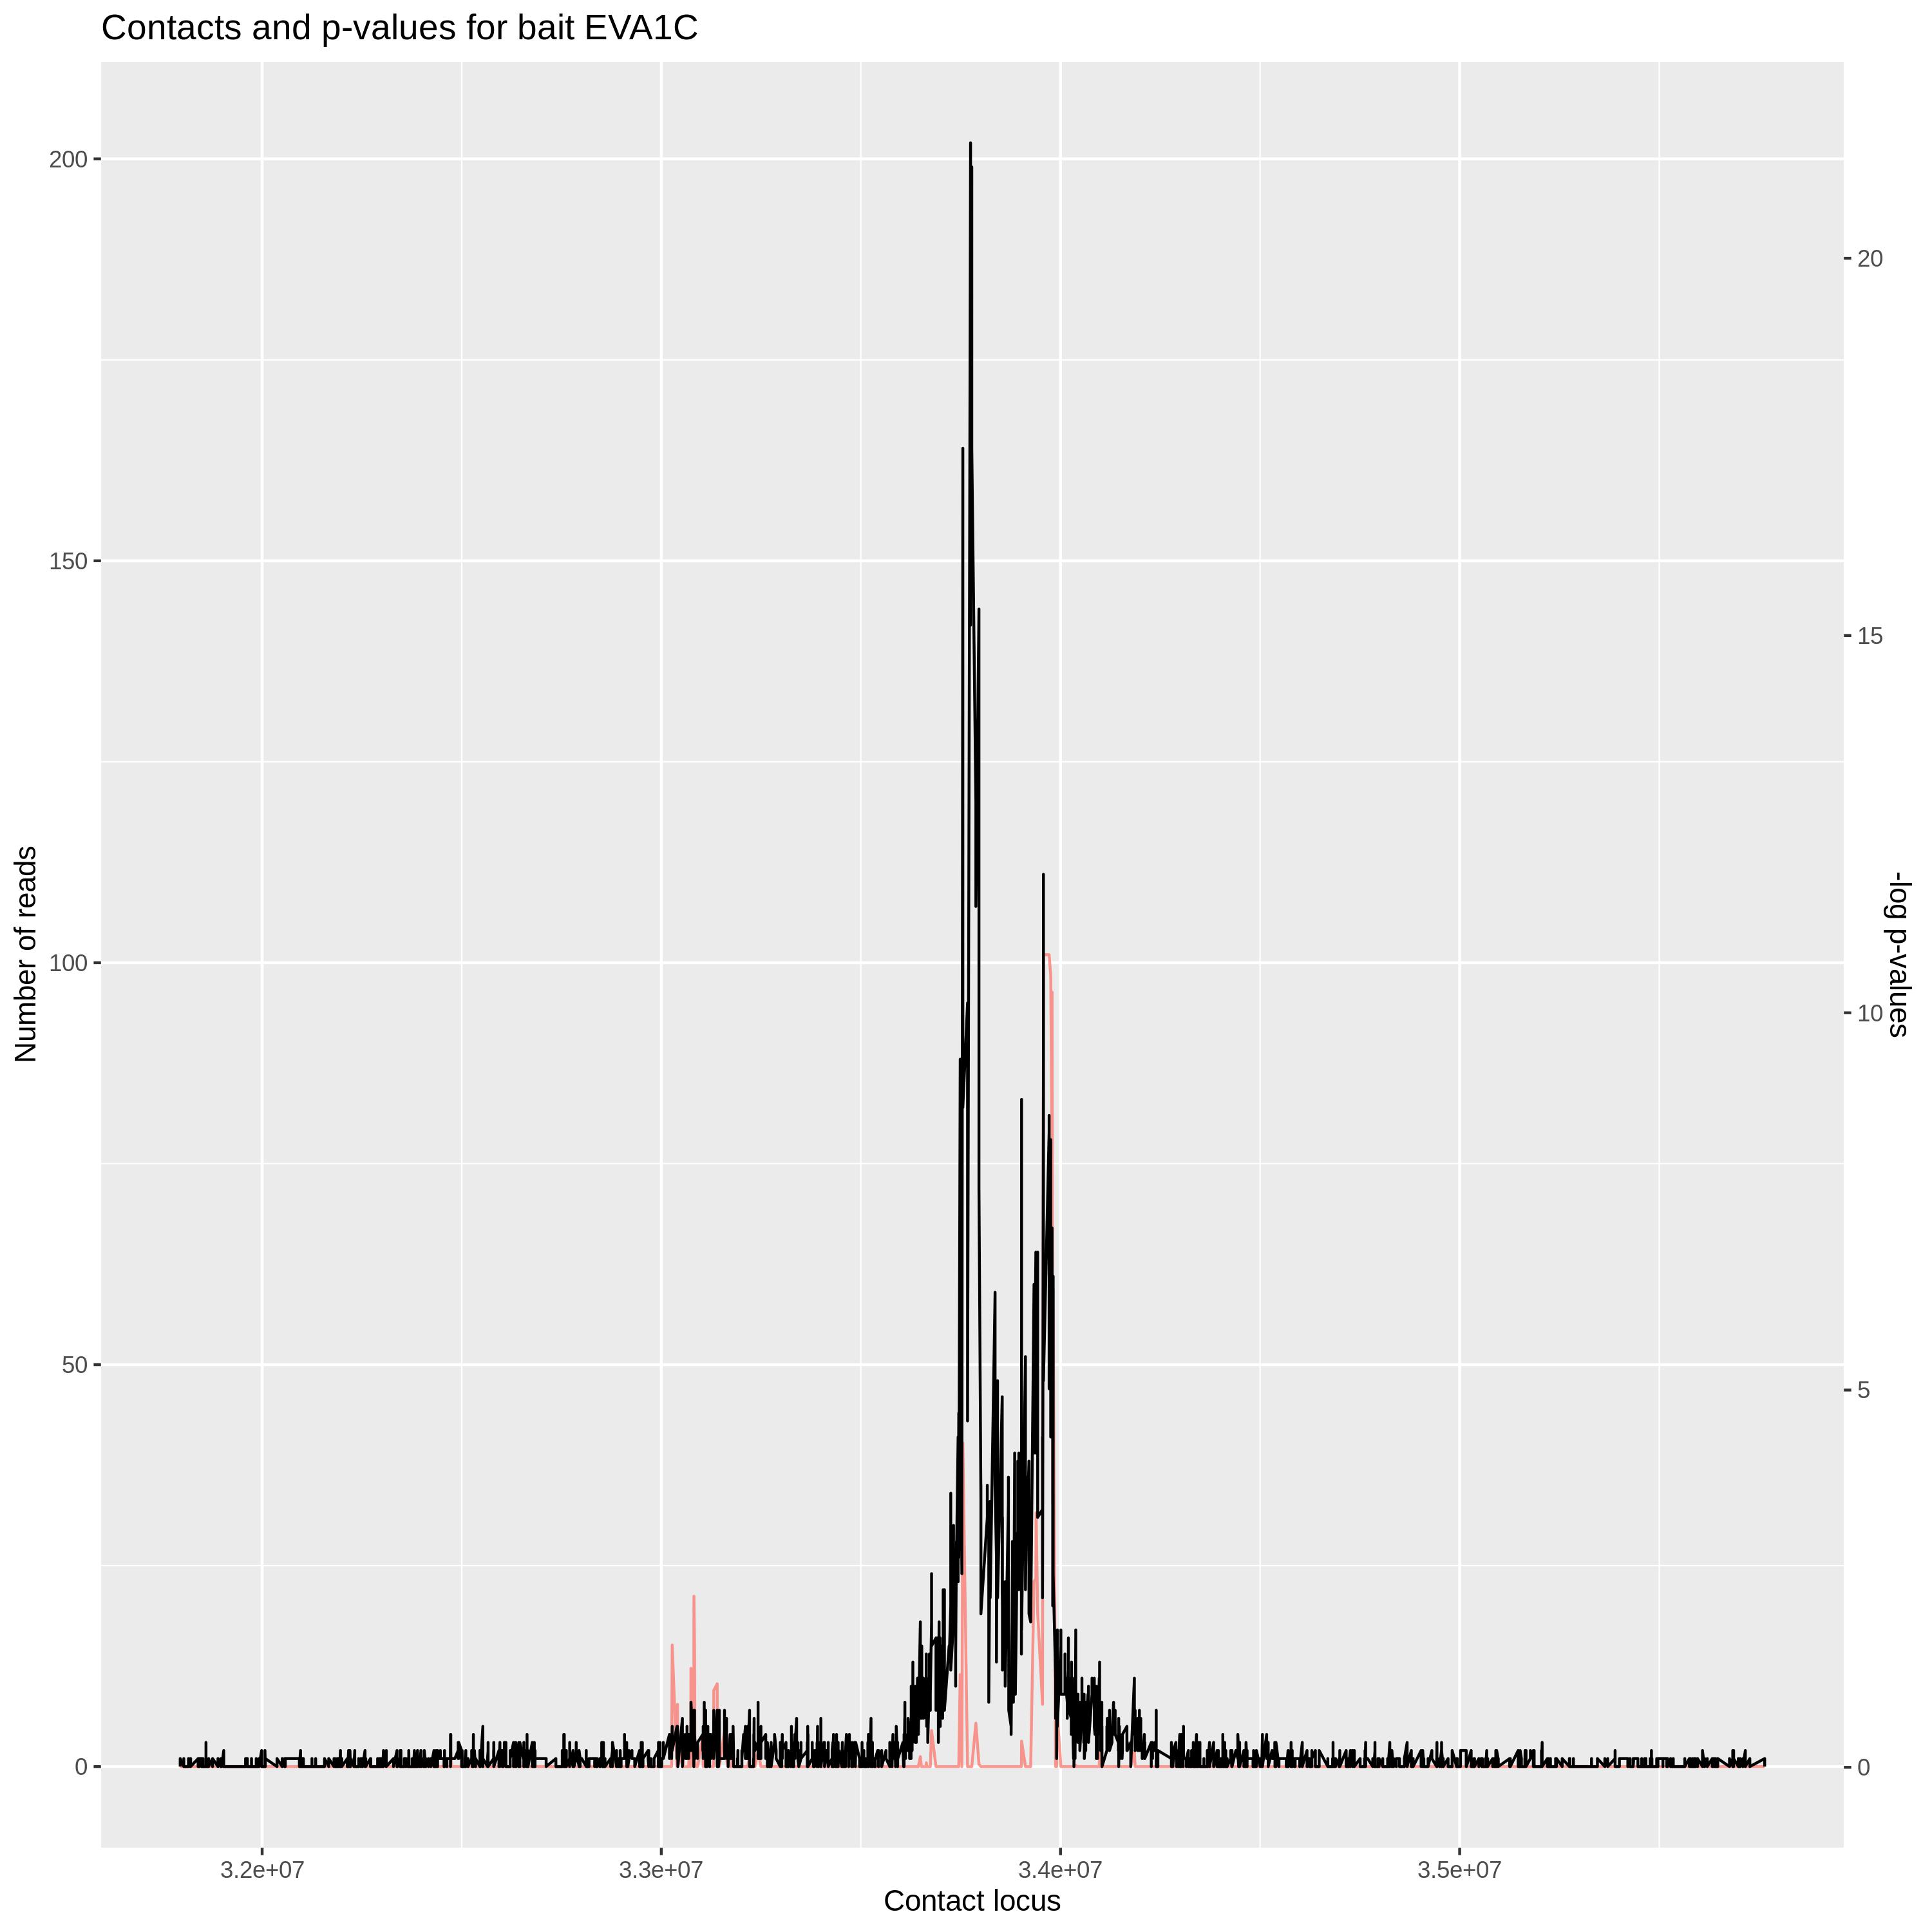 Contacts and p-values for bait EVA1C
200
150
100
50
0
Number of reads
20
15
10
5
0
-log p-values
3.2e+07
3.3e+07
3.4e+07
3.5e+07
Contact locus